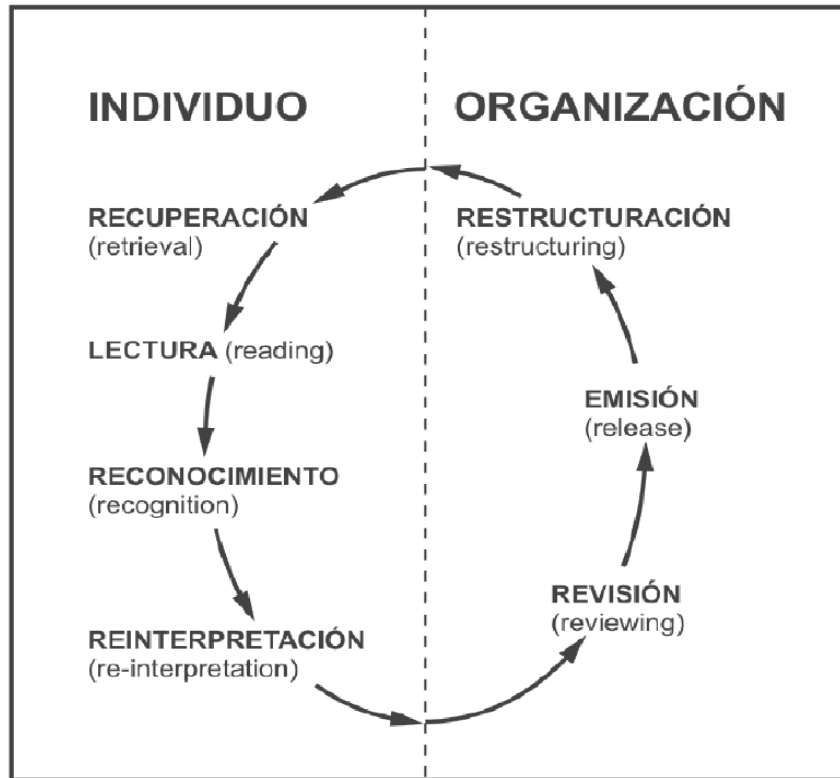 INDIVIDUO
RECUPERACIÓN
(retrieval)
LECTURA (reading)
RECONOCIMIENTO
(recognition)
REINTERPRETACIÓN
(re-interpretation)
ORGANIZACIÓN
RESTRUCTURACIÓN
(restructuring)
EMISIÓN
(release)
REVISIÓN
(reviewing)